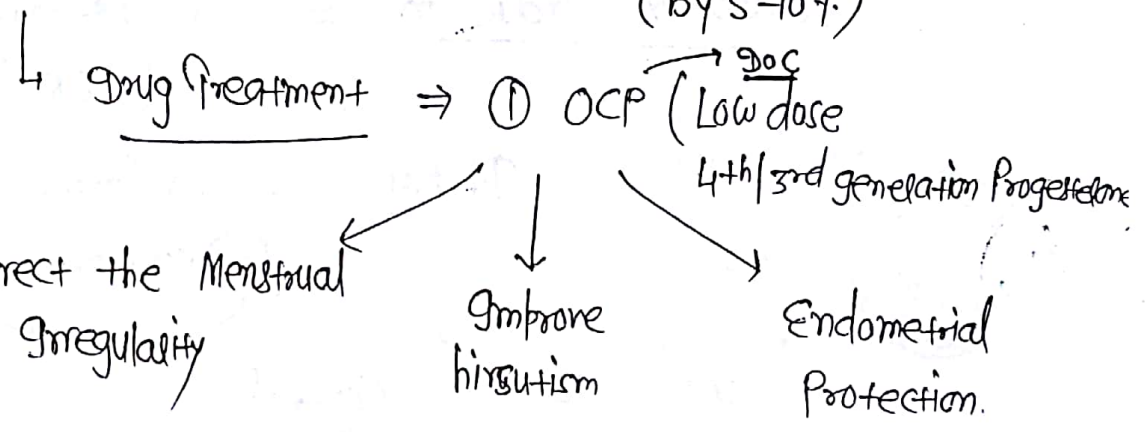 (by 5-10%)
↳ Drug Treatment ⇒ ① OCP → DOC
(Low dose
4th/3rd generation Progesterone
rect the Menstrual
Irregularity
Improve
hirsutism
Endometrial
Protection.